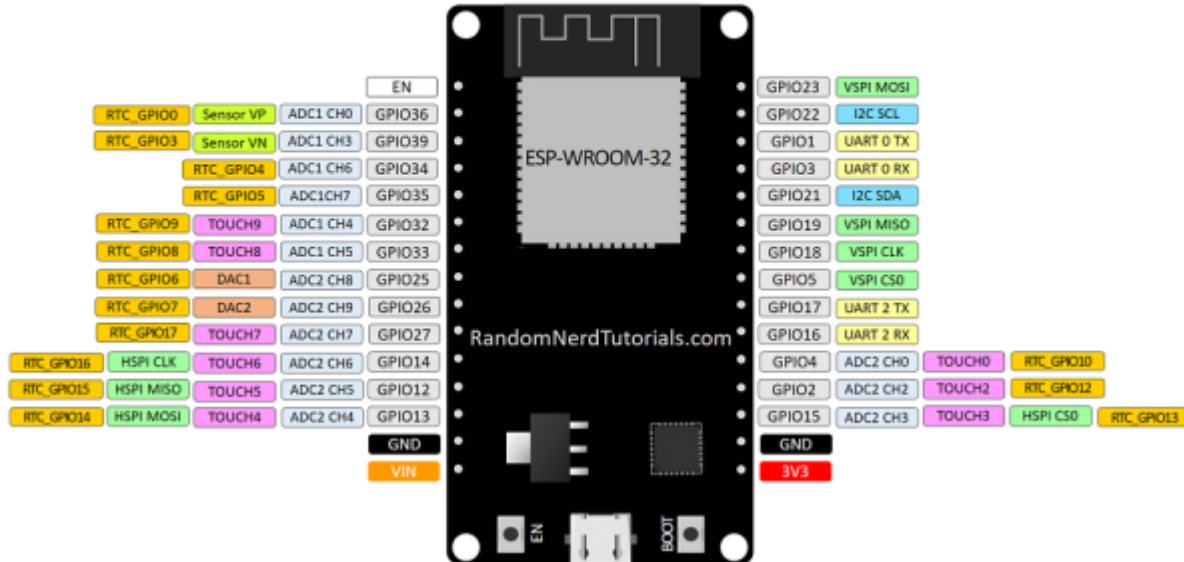 EN GPIO23 VSPI MOSI
RTC_GPIO0 Sensor VP ADC1 CH0 GPIO36 GPIO22 I2C SCL
RTC_GPIO3 Sensor VN ADC1 CH3 GPIO39 GPIO1 UART 0 TX
RTC_GPIO4 ADC1 CH6 GPIO34 ESP-WROOM-32 GPIO3 UART 0 RX
RTC_GPIO5 ADC1CH7 GPIO35 GPIO21 I2C SDA
RTC_GPIO9 TOUCH9 ADC1 CH4 GPIO32 GPIO19 VSPI MISO
RTC_GPIO8 TOUCH8 ADC1 CH5 GPIO33 GPIO18 VSPI CLK
RTC_GPIO6 DAC1 ADC2 CH8 GPIO25 GPIO5 VSPI CS0
RTC_GPIO7 DAC2 ADC2 CH9 GPIO26 GPIO17 UART 2 TX
RTC_GPIO17 TOUCH7 ADC2 CH7 GPIO27 RandomNerdTutorials.com GPIO16 UART 2 RX
RTC_GPIO16 HSPI CLK TOUCH6 ADC2 CH6 GPIO14 GPIO4 ADC2 CH0 TOUCH0 RTC_GPIO10
RTC_GPIO15 HSPI MISO TOUCH5 ADC2 CH5 GPIO12 GPIO2 ADC2 CH2 TOUCH2 RTC_GPIO12
RTC_GPIO14 HSPI MOSI TOUCH4 ADC2 CH4 GPIO13 GPIO15 ADC2 CH3 TOUCH3 HSPI CS0 RTC_GPIO13
GND GND
VIN 3V3
EN BOOT